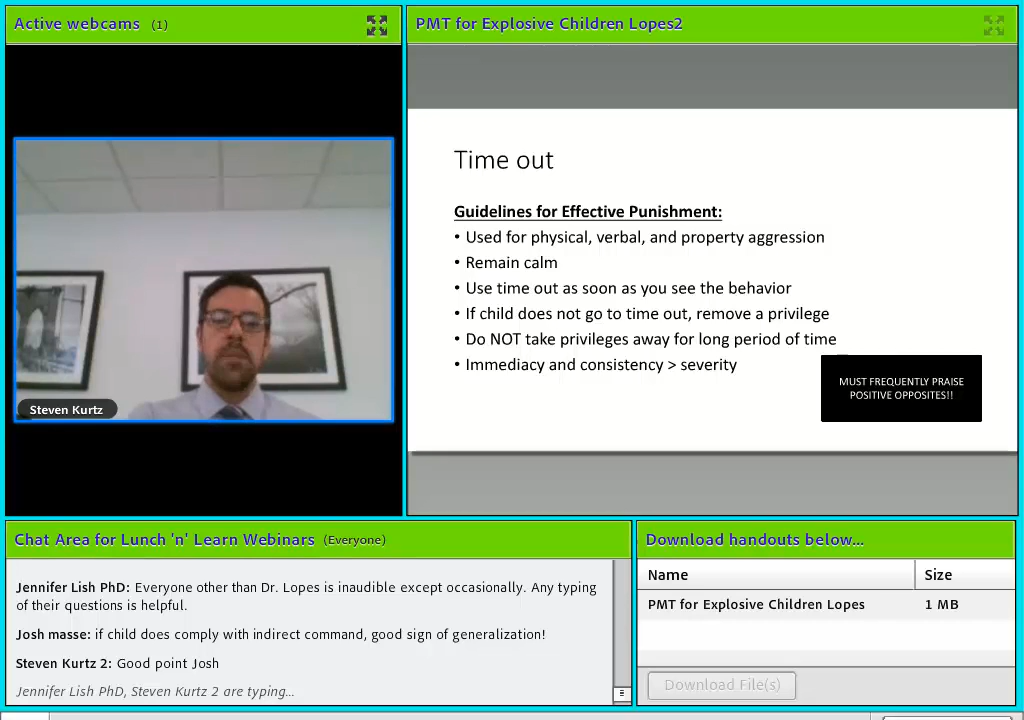 Active webcams (1)
PMT for Explosive Children Lopes2
Time out
Guidelines for Effective Punishment:
• Used for physical, verbal, and property aggression
• Remain calm
• Use time out as soon as you see the behavior
• If child does not go to time out, remove a privilege
• Do NOT take privileges away for long period of time
• Immediacy and consistency > severity
MUST FREQUENTLY PRAISE
POSITIVE OPPOSITES!!
Steven Kurtz
Chat Area for Lunch 'n' Learn Webinars (Everyone)
Jennifer Lish PhD: Everyone other than Dr. Lopes is inaudible except occasionally. Any typing
of their questions is helpful.
Josh masse: if child does comply with indirect command, good sign of generalization!
Steven Kurtz 2: Good point Josh
Jennifer Lish PhD, Steven Kurtz 2 are typing...
Download handouts below...
Name Size
PMT for Explosive Children Lopes 1 MB
Download File(s)